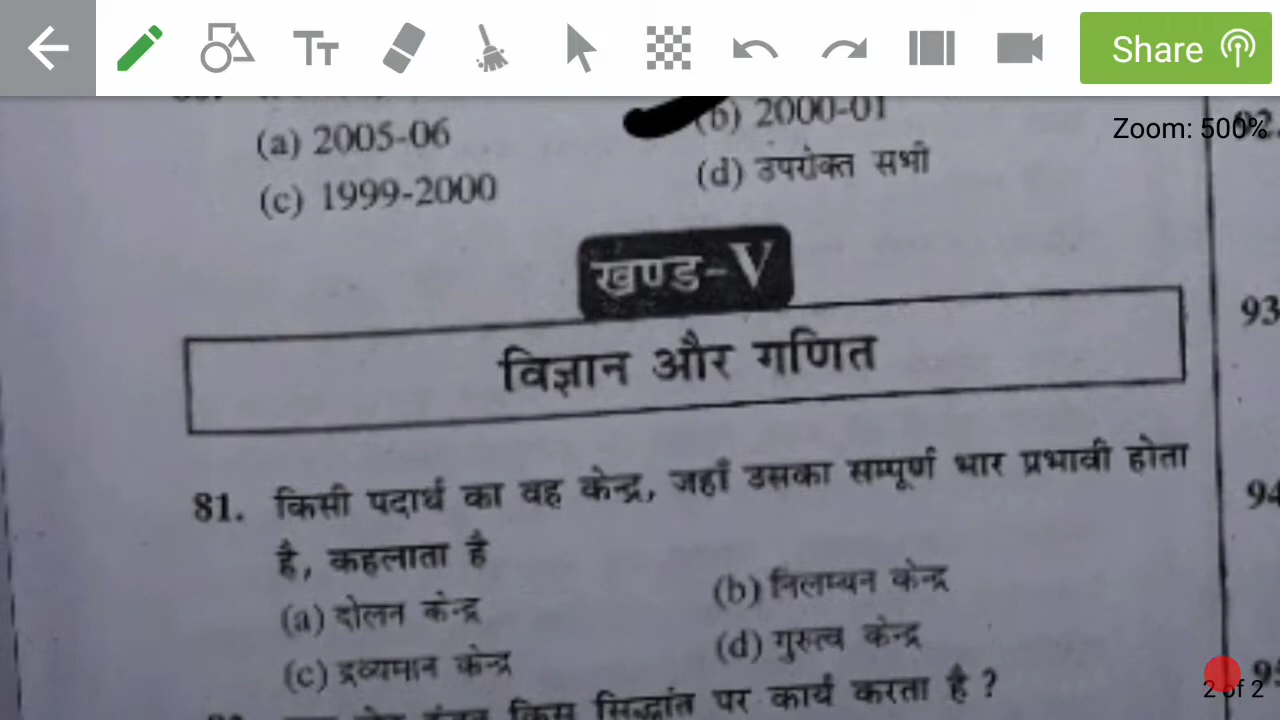 Share
Zoom: 500%
(a) 2005-06
(b) 2000-01
92.
(c) 1999-2000
(d) उपरोक्त सभी
खण्ड-V
विज्ञान और गणित
93
81. किसी पदार्थ का वह केन्द्र, जहाँ उसका सम्पूर्ण भार प्रभावी होता
है, कहलाता है
94
(a) दोलन केन्द्र
(b) निलम्बन केन्द्र
(c) द्रव्यमान केन्द्र
(d) गुरुत्व केन्द्र
किस सिद्धांत पर कार्य करता है ?
2 of 2